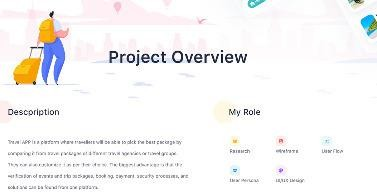 Project Overview
Descscription
Travel APP is a platform where travellers will be able to pick the best package by
comparing it from travel packages of different travel agencies or travel groups.
They can also customize it as per their choice. The biggest advantage is that the
verification of events and trips packages, booking, payment, security processes, and
solutions can be found from one platform.
My Role
Research
Wireframe
User Flow
User Persona
UI/UX Design